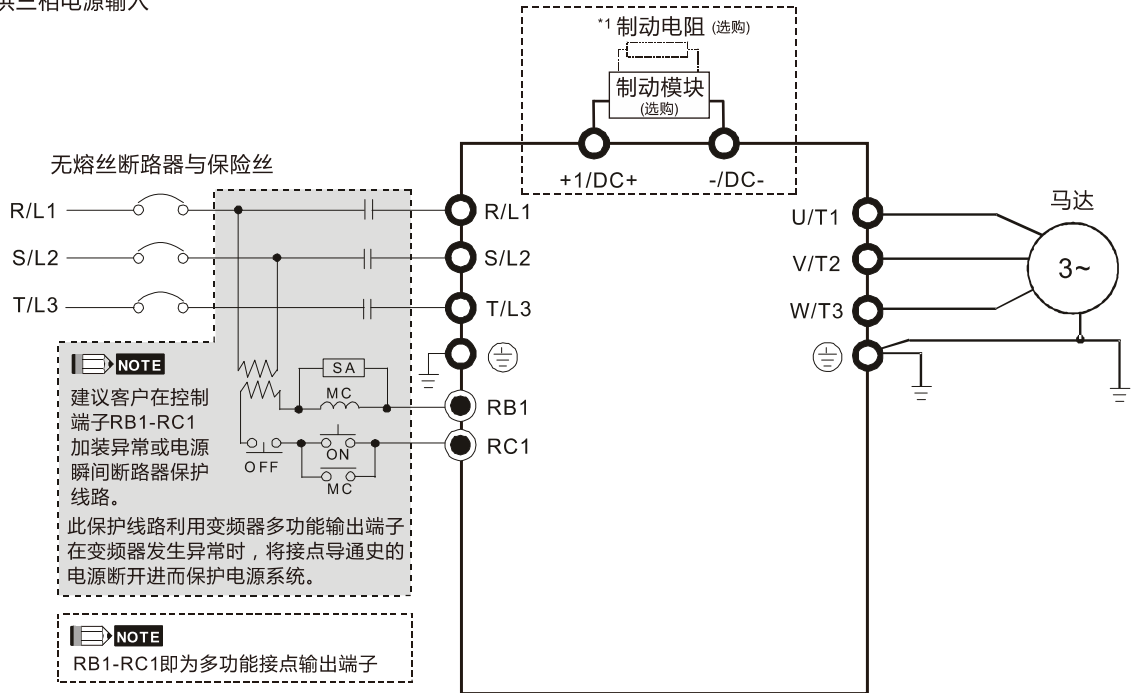 供三相电源输入
*1 制动电阻 (选购)
制动模块
(选购)
+1/DC+
-/DC-
无熔丝断路器与保险丝
R/L1
S/L2
T/L3
R/L1
S/L2
T/L3
RB1
RC1
U/T1
V/T2
W/T3
马达
3~
SA
MC
OFF
ON
MC
NOTE
建议客户在控制
端子RB1-RC1
加装异常或电源
瞬间断路器保护
线路。
此保护线路利用变频器多功能输出端子
在变频器发生异常时，将接点导通史的
电源断开进而保护电源系统。
NOTE
RB1-RC1即为多功能接点输出端子